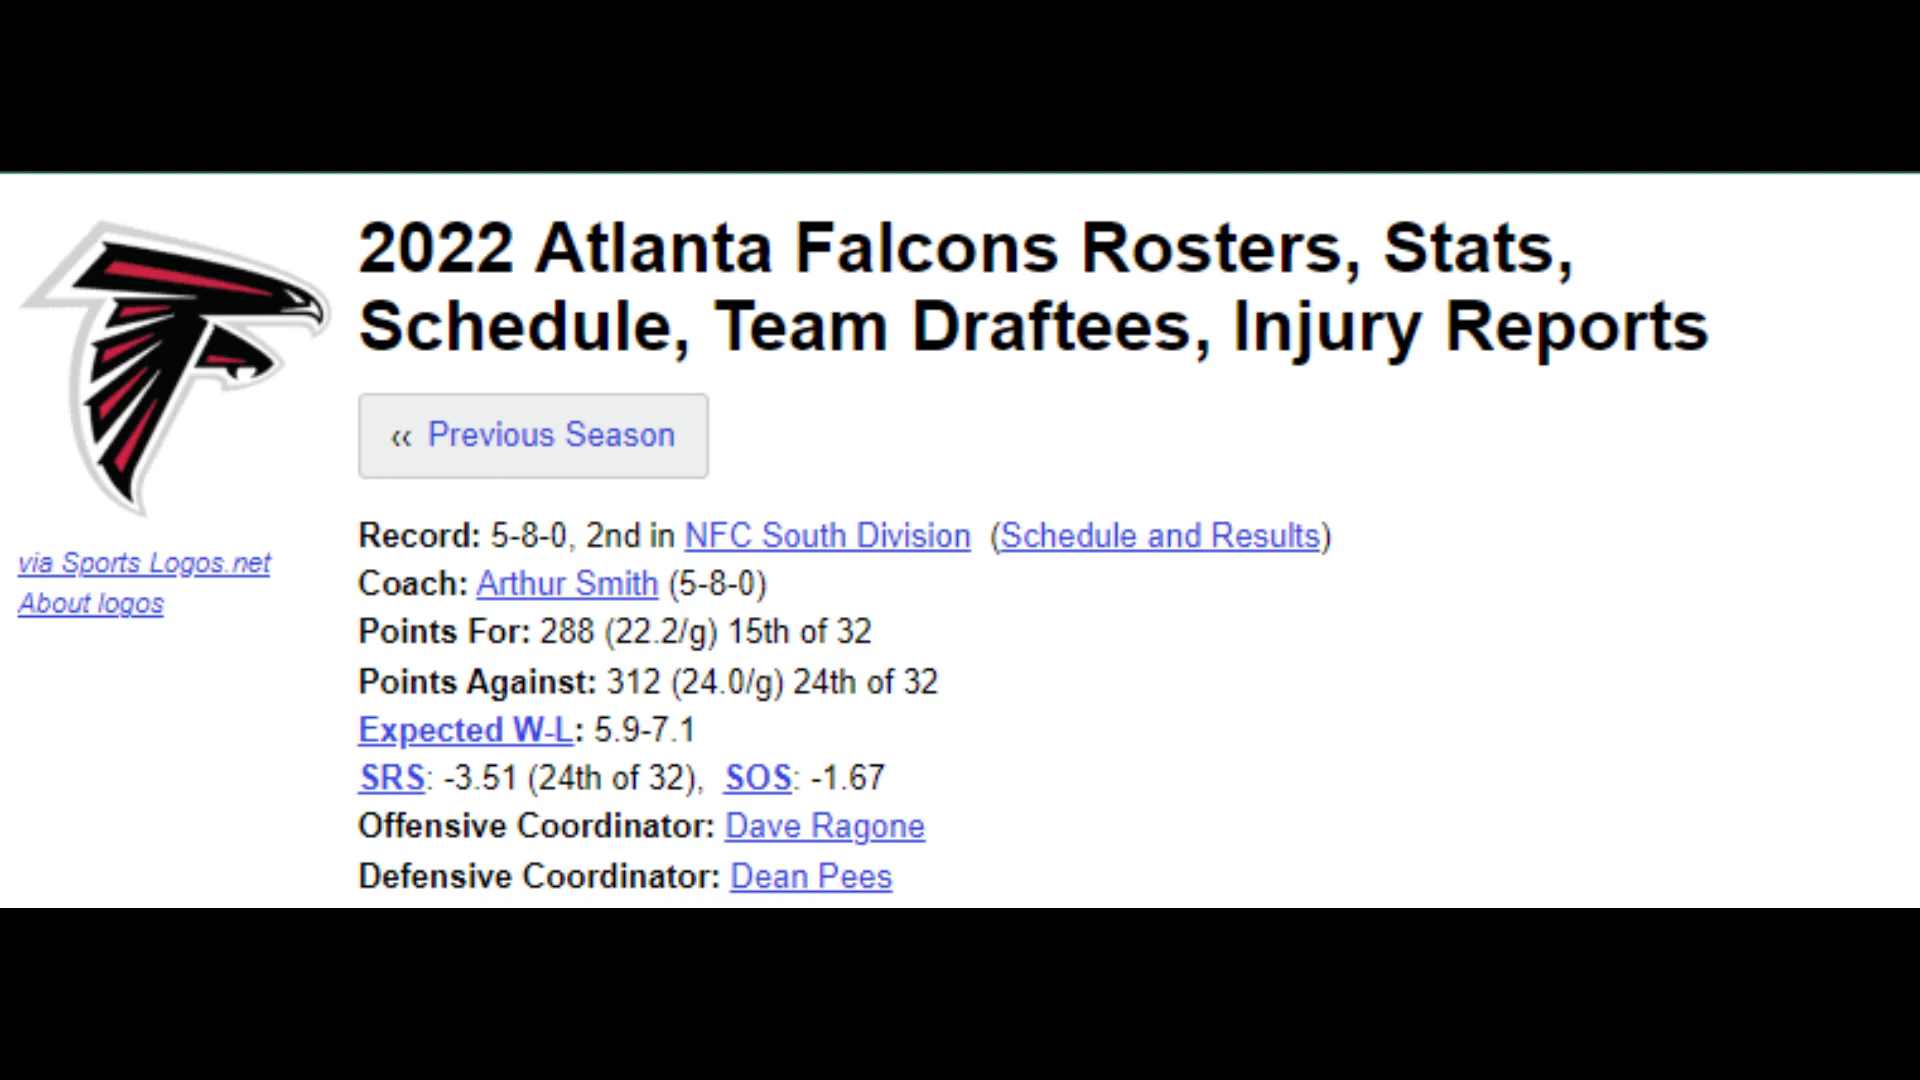 2022 Atlanta Falcons Rosters, Stats,
Schedule, Team Draftees, Injury Reports
« Previous Season
Record: 5-8-0, 2nd in NFC South Division (Schedule and Results)
Coach: Arthur Smith (5-8-0)
Points For: 288 (22.2/g) 15th of 32
Points Against: 312 (24.0/g) 24th of 32
Expected W-L: 5.9-7.1
SRS: -3.51 (24th of 32), SOS: -1.67
Offensive Coordinator: Dave Ragone
Defensive Coordinator: Dean Pees
via Sports Logos.net
About logos